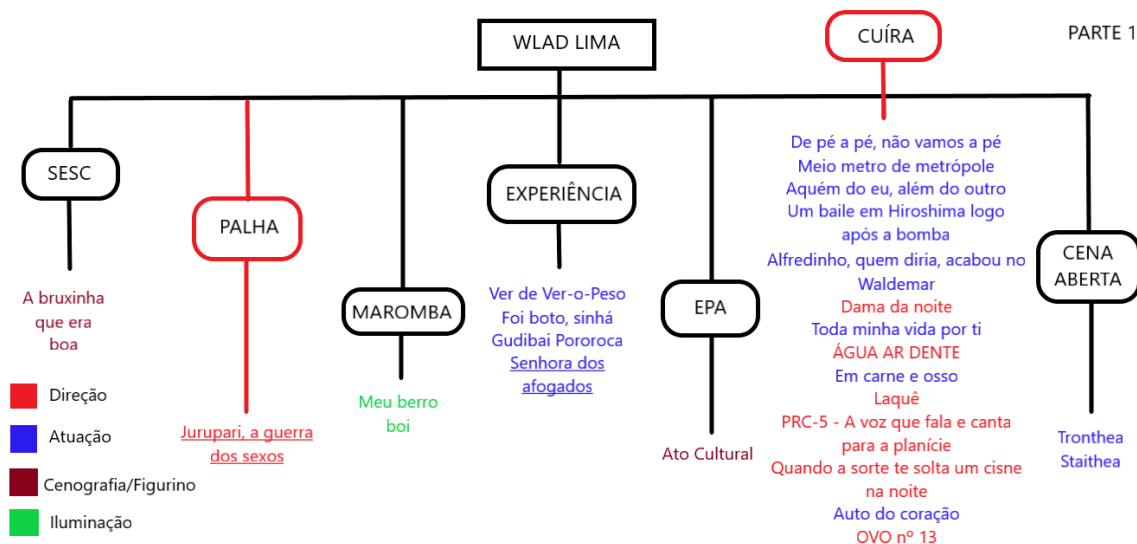 WLAD LIMA
CUÍRA
PARTE 1
SESC
PALHA
MAROMBA
EXPERIÊNCIA
EPA
CENA
ABERTA
A bruxinha
que era
boa
Jurupari, a guerra
dos sexos
Meu berro
boi
Ver de Ver-o-Peso
Foi boto, sinhá
Gudibai Pororoca
Senhora dos
afogados
Ato Cultural
De pé a pé, não vamos a pé
Meio metro de metrópole
Aquém do eu, além do outro
Um baile em Hiroshima logo
após a bomba
Alfredinho, quem diria, acabou no
Waldemar
Dama da noite
Toda minha vida por ti
ÁGUA AR DENTE
Em carne e osso
Laquê
PRC-5 - A voz que fala e canta
para a planície
Quando a sorte te solta um cisne
na noite
Auto do coração
OVO nº 13
Tronthea
Staithea
Direção
Atuação
Cenografia/Figurino
Iluminação